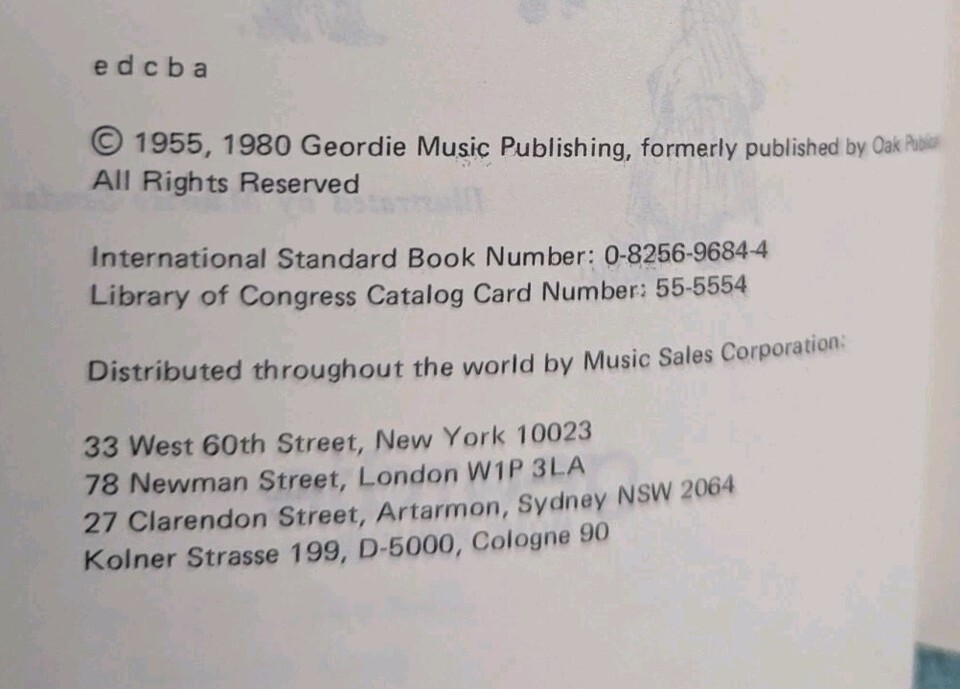 e d c b a
© 1955, 1980 Geordie Music Publishing, formerly published by Oak
All Rights Reserved
International Standard Book Number: 0-8256-9684-4
Library of Congress Catalog Card Number: 55-5554
Distributed throughout the world by Music Sales Corporation:
33 West 60th Street, New York 10023
78 Newman Street, London W1P 3LA
27 Clarendon Street, Artarmon, Sydney NSW 2064
Kolner Strasse 199, D-5000, Cologne 90